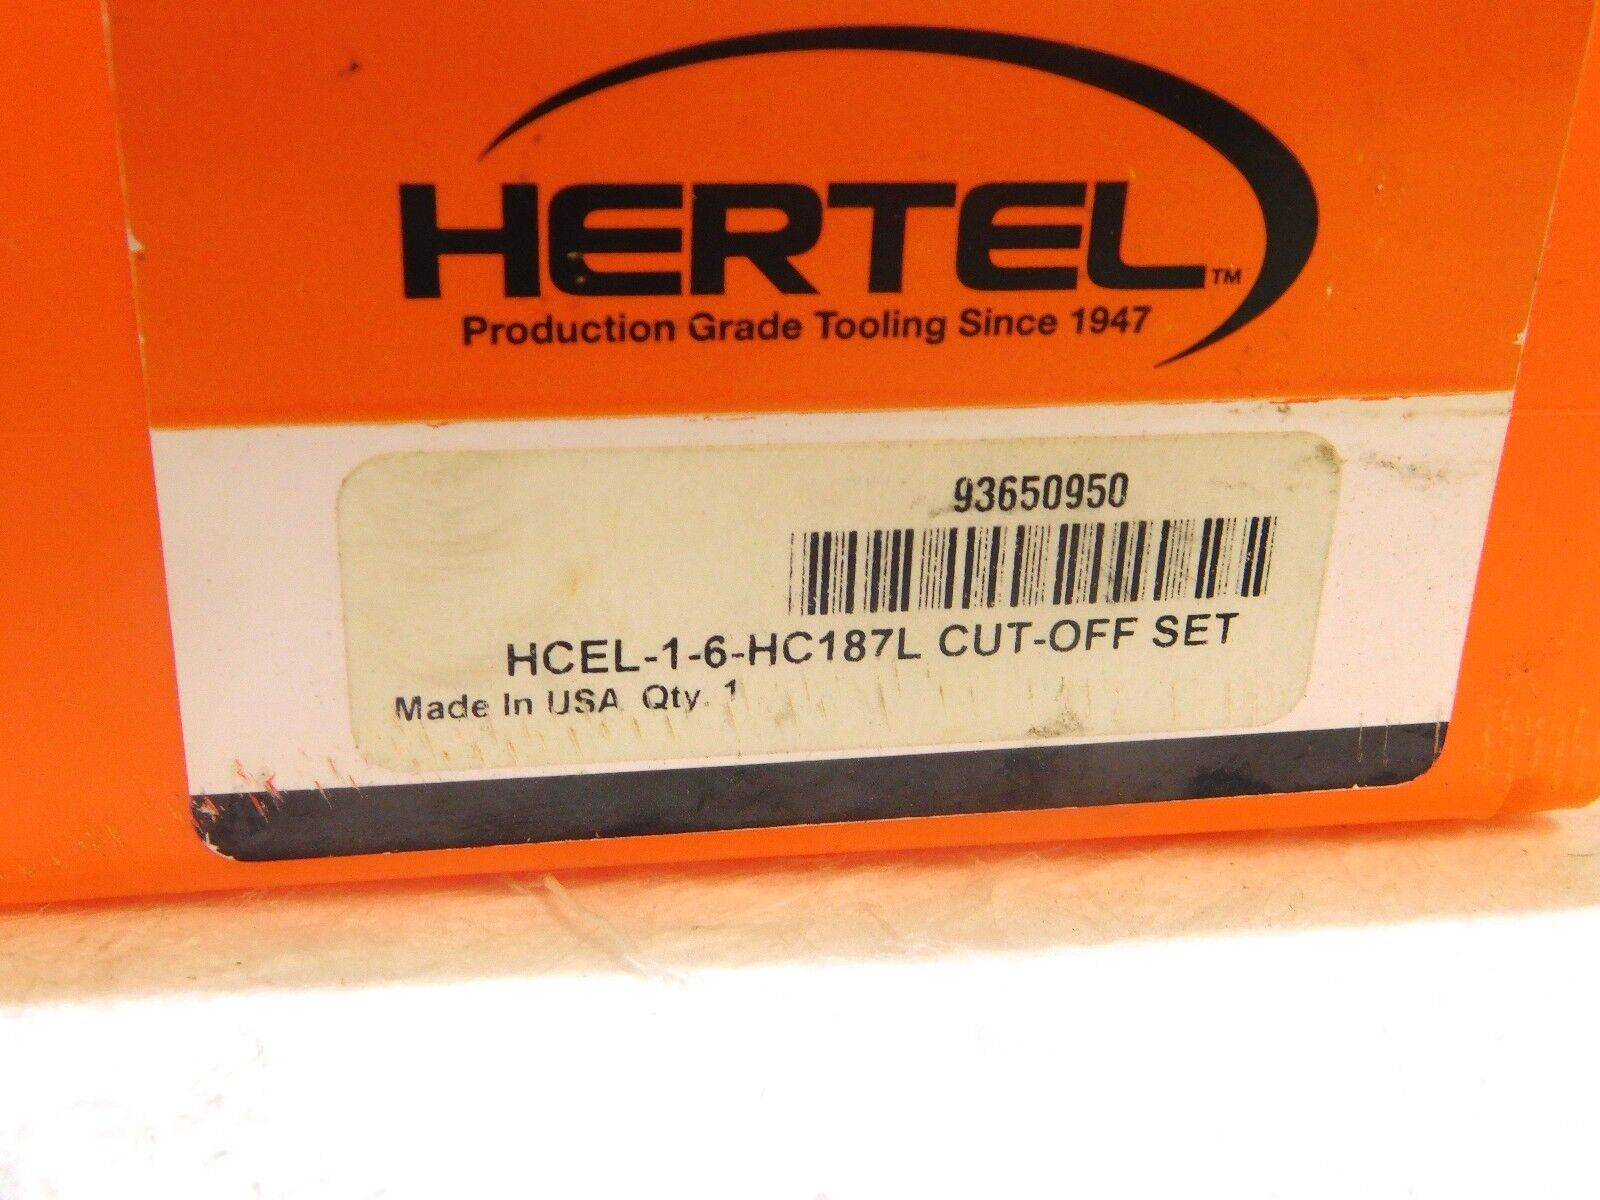 HERTEL™
Production Grade Tooling Since 1947
93650950
HCEL-1-6-HC187L CUT-OFF SET
Made In USA Qty. 1